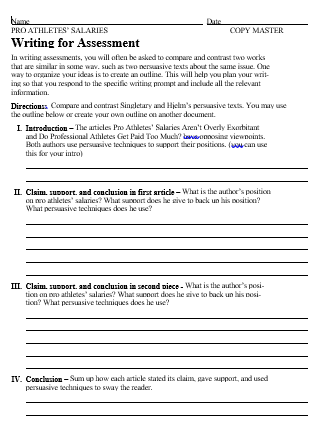 Name Date
PRO ATHLETES' SALARIES COPY MASTER
Writing for Assessment
In writing assessments, you will often be asked to compare and contrast two works
that are similar in some way, such as two persuasive texts about the same issue. One
way to organize your ideas is to create an outline. This will help you plan your writ-
ing so that you respond to the specific writing prompt and include all the relevant
information.
Directions: Compare and contrast Singletary and Hjelm's persuasive texts. You may use
the outline below or create your own outline on another document.
I. Introduction – The articles Pro Athletes' Salaries Aren't Overly Exorbitant
and Do Professional Athletes Get Paid Too Much? opposing viewpoints.
Both authors use persuasive techniques to support their positions. ( can use
this for your intro)
II. Claim, support, and conclusion in first article – What is the author's position
on pro athletes' salaries? What support does he give to back up his position?
What persuasive techniques does he use?
III. Claim, support, and conclusion in second piece - What is the author's posi-
tion on pro athletes' salaries? What support does he give to back up his posi-
tion? What persuasive techniques does he use?
IV. Conclusion – Sum up how each article stated its claim, gave support, and used
persuasive techniques to sway the reader.